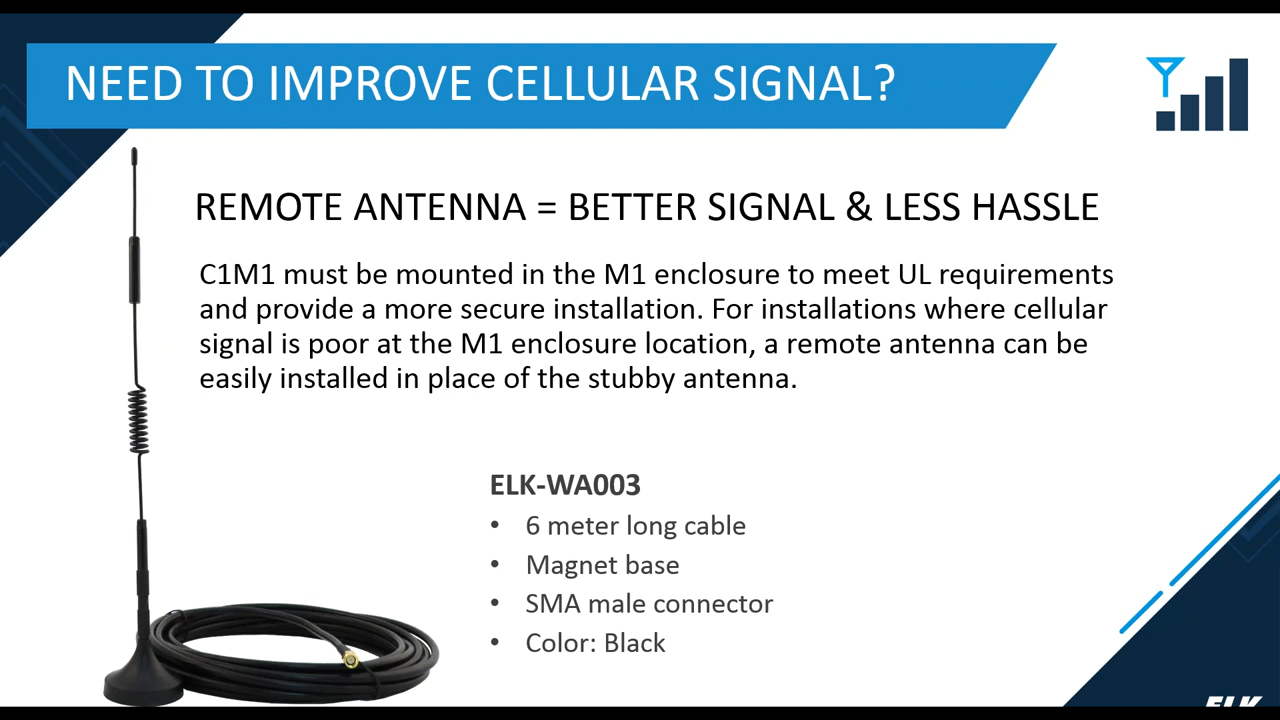 NEED TO IMPROVE CELLULAR SIGNAL?
REMOTE ANTENNA = BETTER SIGNAL & LESS HASSLE
C1M1 must be mounted in the M1 enclosure to meet UL requirements
and provide a more secure installation. For installations where cellular
signal is poor at the M1 enclosure location, a remote antenna can be
easily installed in place of the stubby antenna.
ELK-WA003
• 6 meter long cable
• Magnet base
• SMA male connector
• Color: Black
ELK